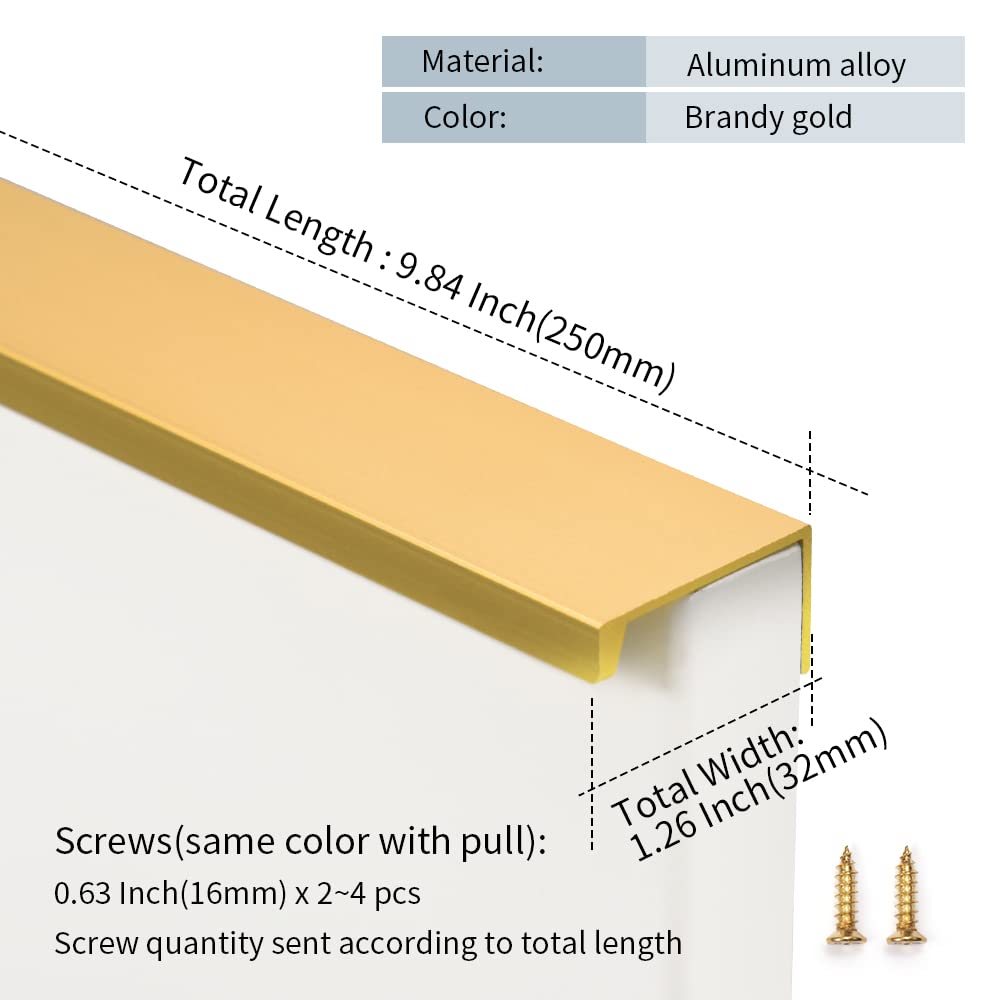 Material: Aluminum alloy
Color: Brandy gold
Total Length : 9.84 Inch(250mm)
Total Width:
1.26 Inch(32mm)
Screws(same color with pull):
0.63 Inch(16mm) x 2~4 pcs
Screw quantity sent according to total length